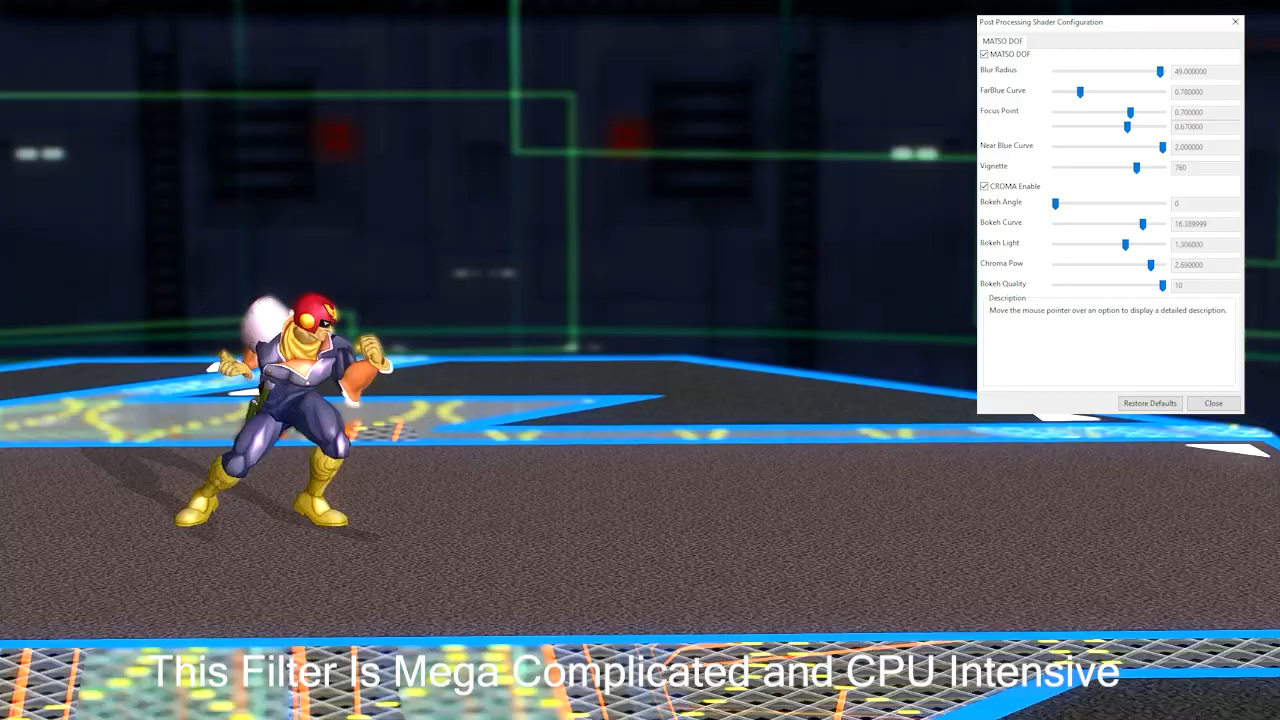 Post Processing Shader Configuration
MATSO DOF
MATSO DOF
Blur Radius 49.000000
FarBlue Curve 0.780000
Focus Point 0.700000
0.670000
Near Blue Curve 2.000000
Vignette 760
CROMA Enable
Bokeh Angle 0
Bokeh Curve 16.389999
Bokeh Light 1.306000
Chroma Pow 2.690000
Bokeh Quality 10
Description
Move the mouse pointer over an option to display a detailed description.
Restore Defaults Close
This Filter Is Mega Complicated and CPU Intensive